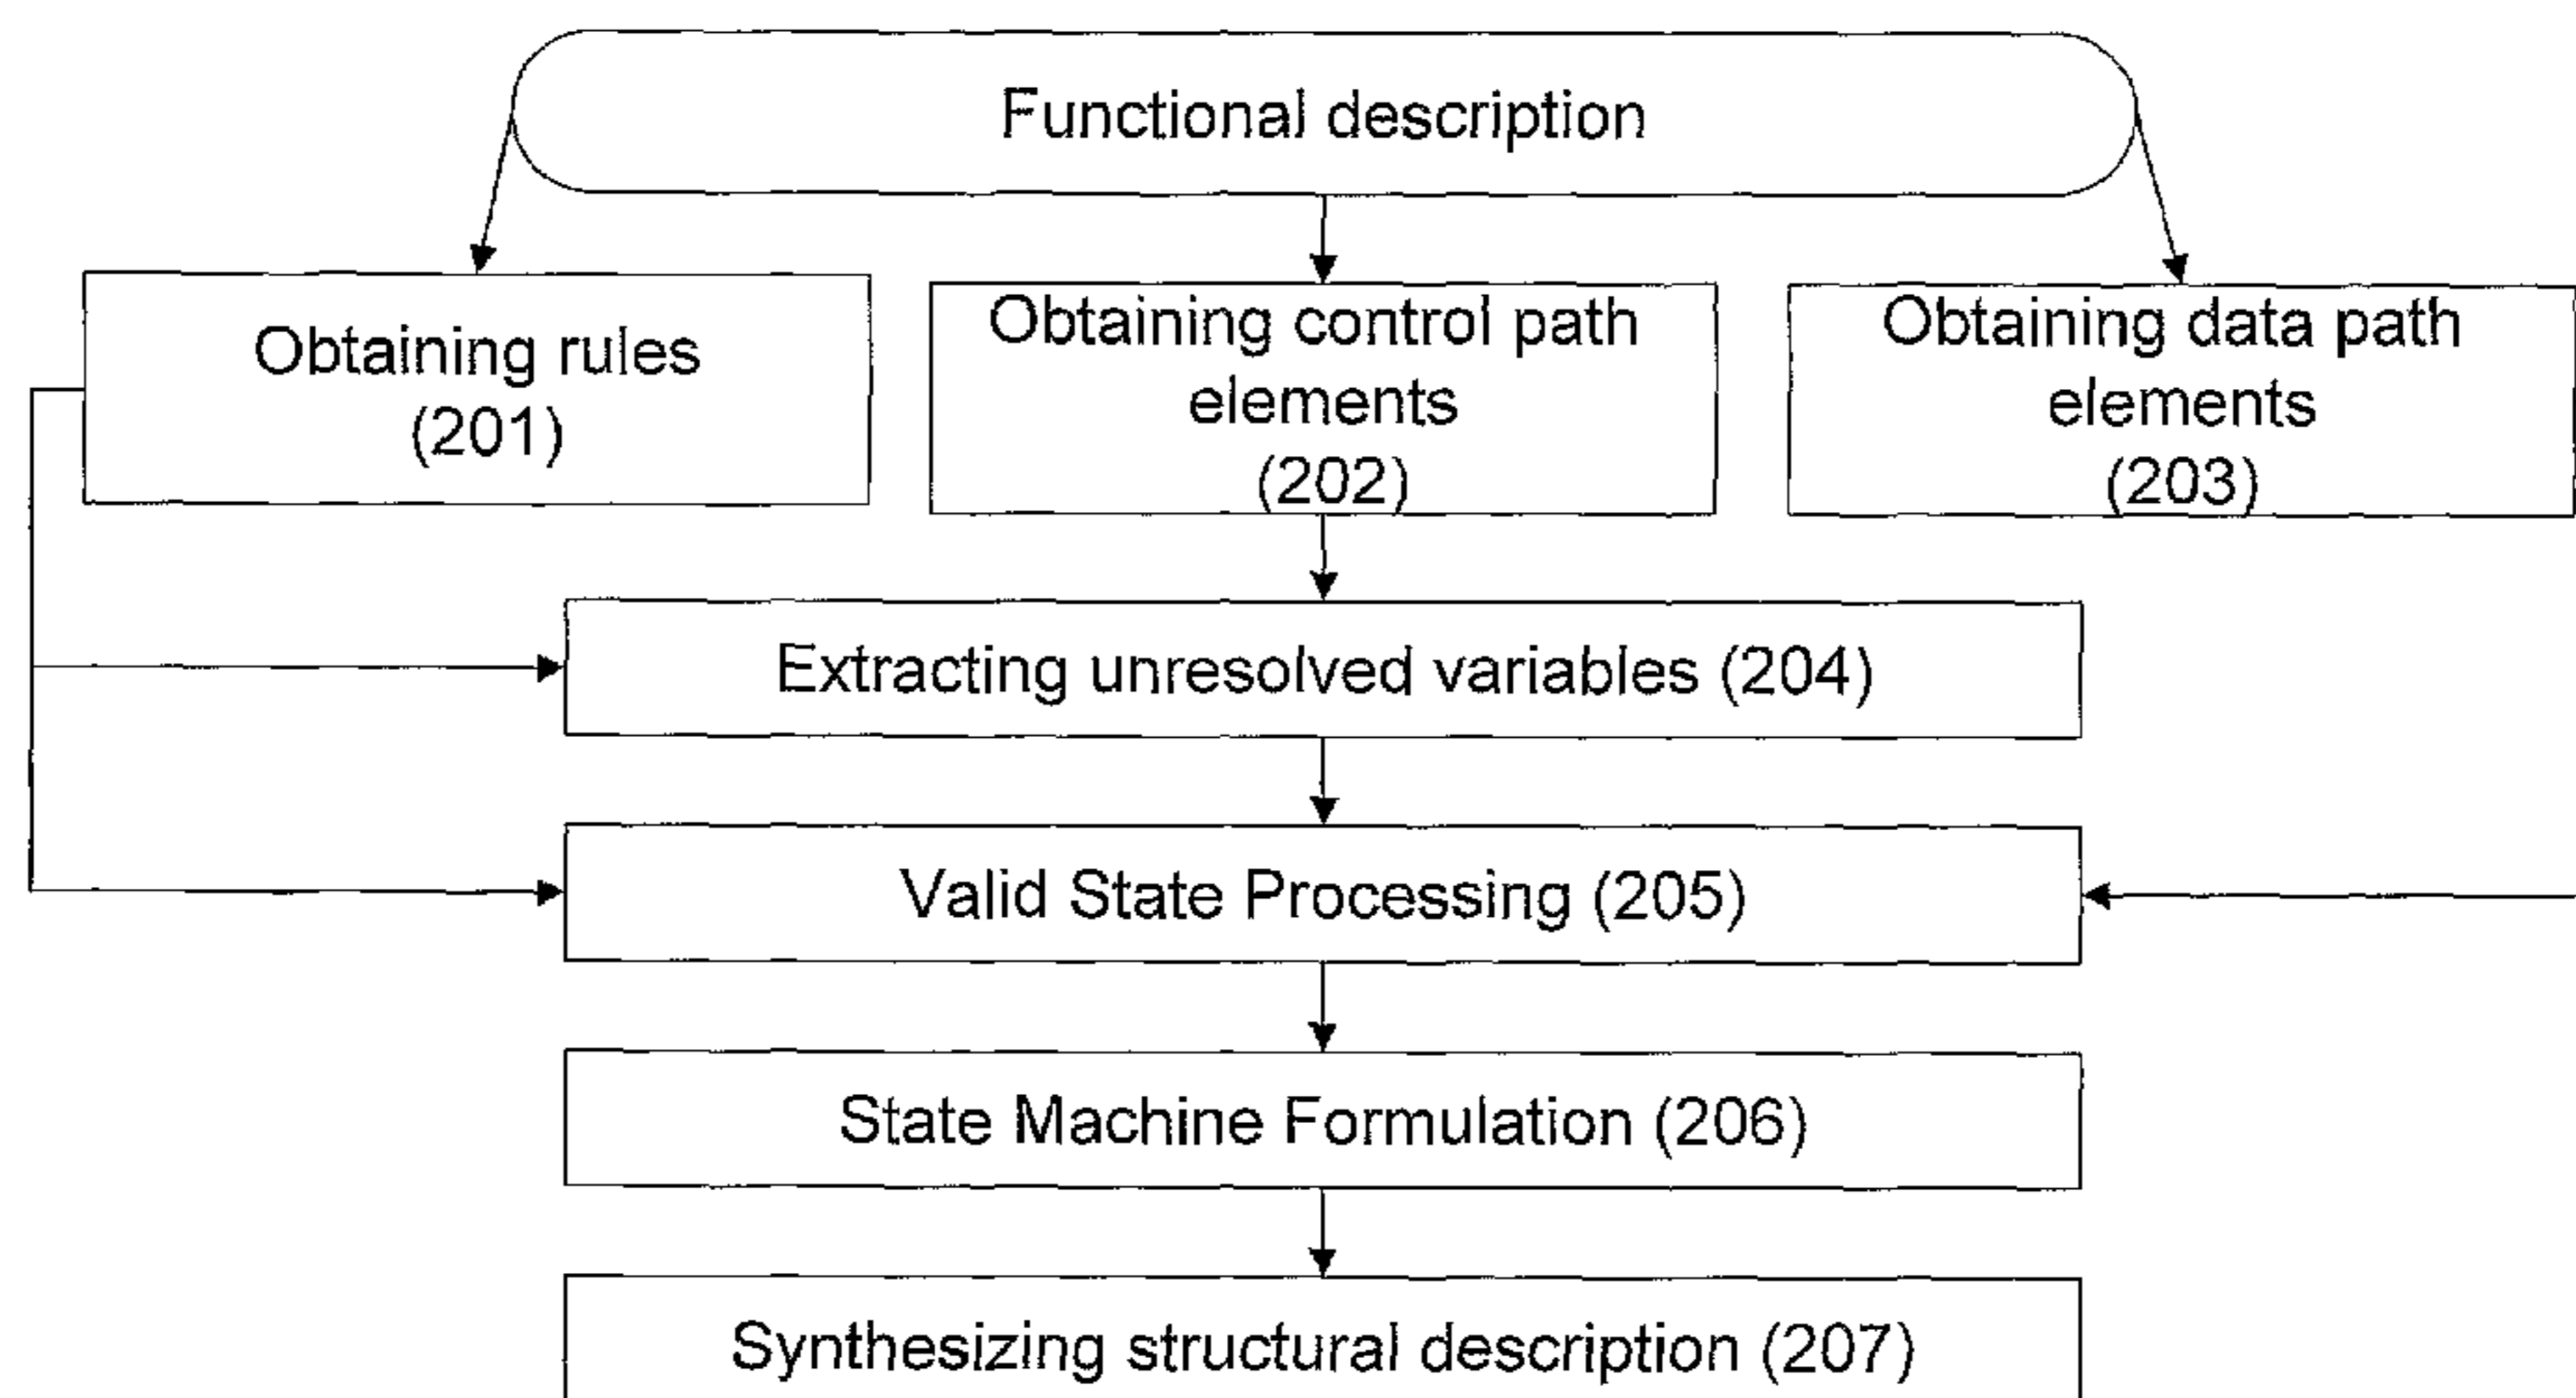 Functional description
Obtaining rules
(201)
Obtaining control path
elements
(202)
Obtaining data path
elements
(203)
Extracting unresolved variables (204)
Valid State Processing (205)
State Machine Formulation (206)
Synthesizing structural description (207)